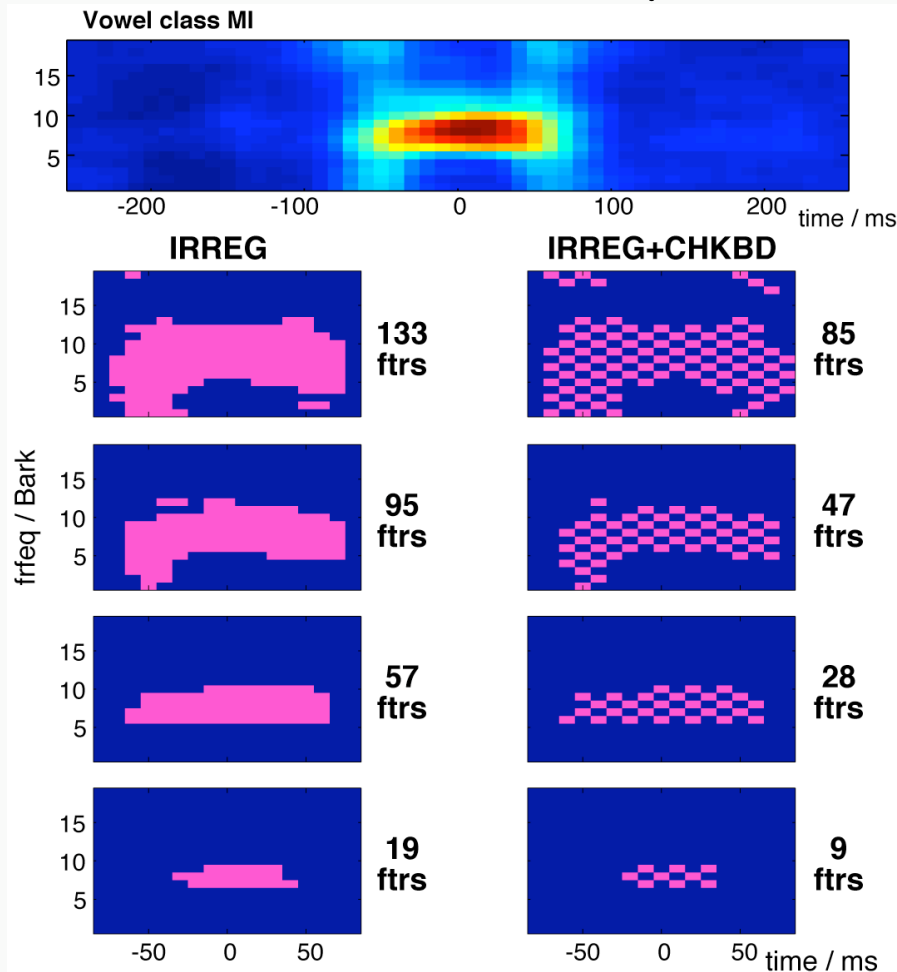 Vowel class MI
15
10
5
-200 -100 0 100 200 time / ms
IRREG IRREG+CHKBD
15
10
5
133
ftrs
85
ftrs
frfeq / Bark
15
10
5
95
ftrs
47
ftrs
15
10
5
57
ftrs
28
ftrs
15
10
5
19
ftrs
9
ftrs
-50 0 50 -50 0 50 time / ms